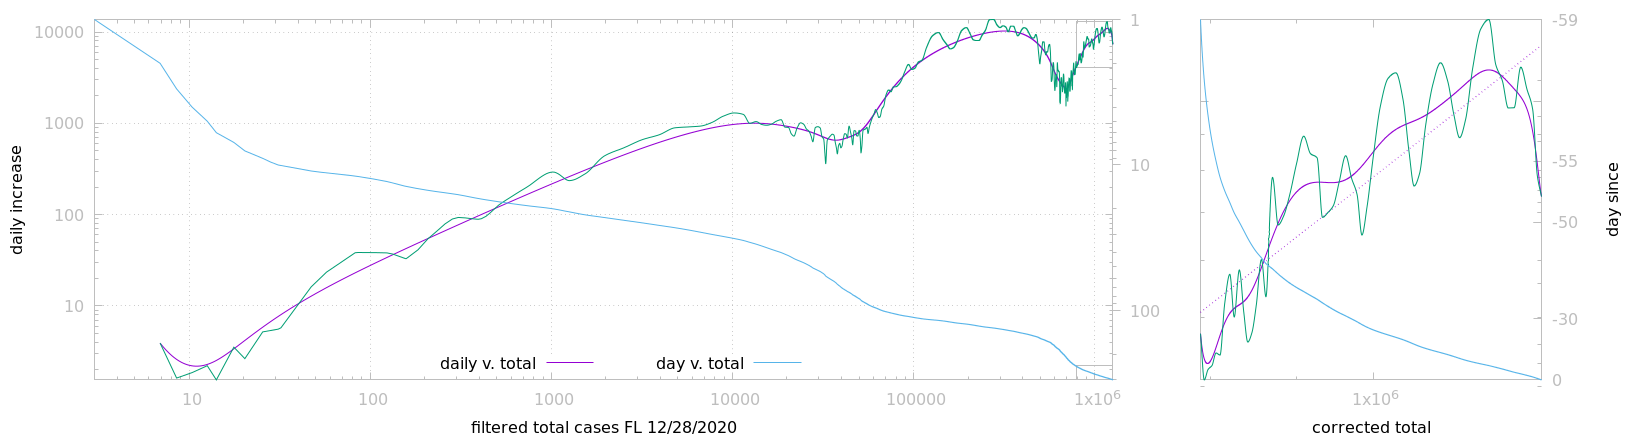 daily increase
10000
1000
100
10
10
100
1000
10000
100000
1x10^6
1
10
100
daily v. total
day v. total
filtered total cases FL 12/28/2020
-59
-55
-50
-30
0
day since
1x10^6
corrected total